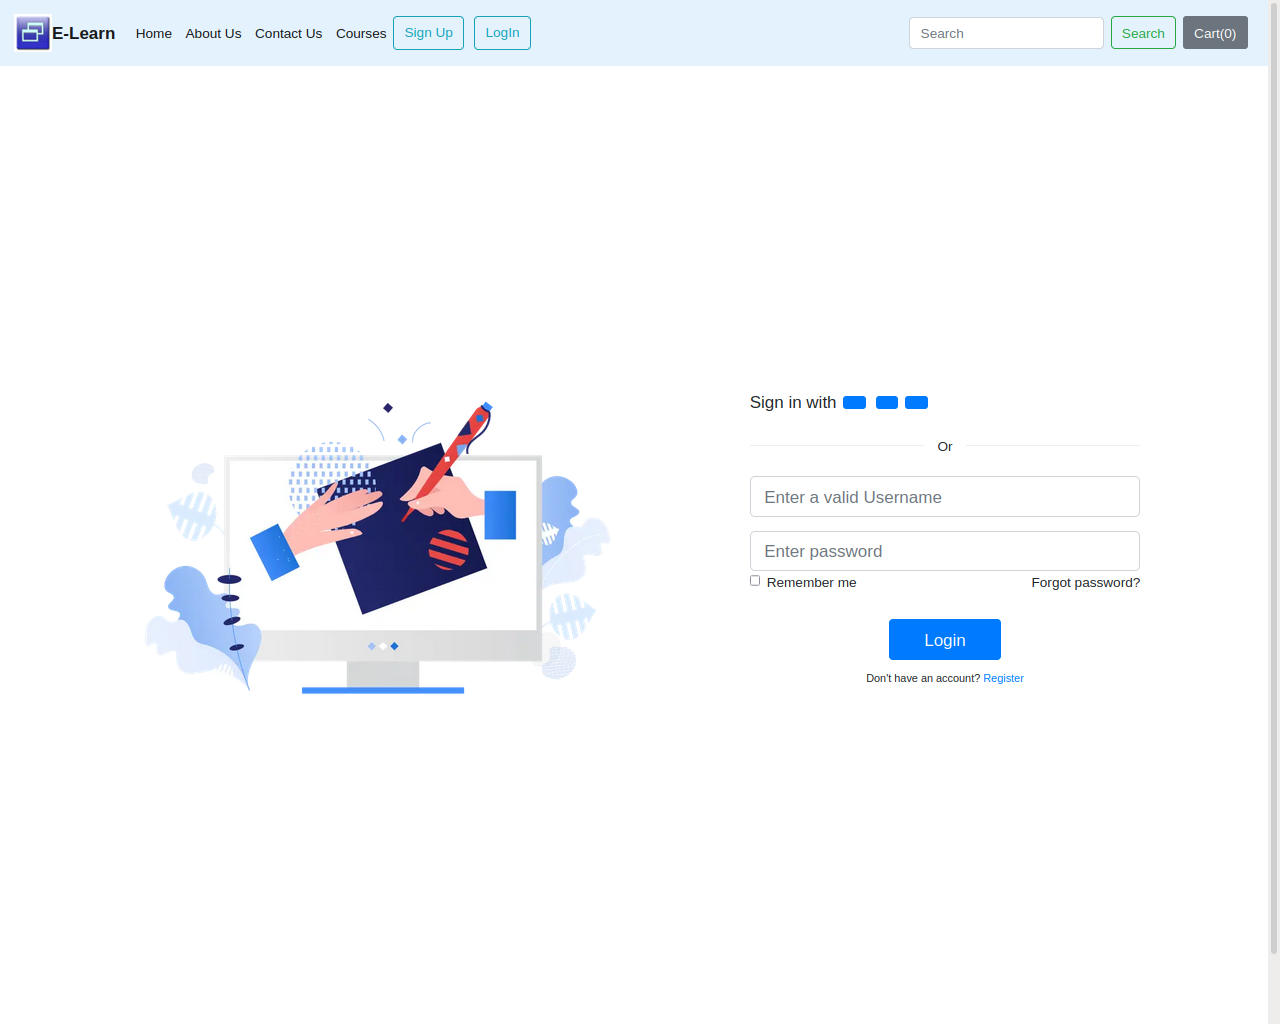 E-Learn Home About Us Contact Us Courses Sign Up LogIn Search Search Cart(0)
Sign in with
Or
Enter a valid Username
Enter password
Remember me Forgot password?
Login
Don't have an account? Register